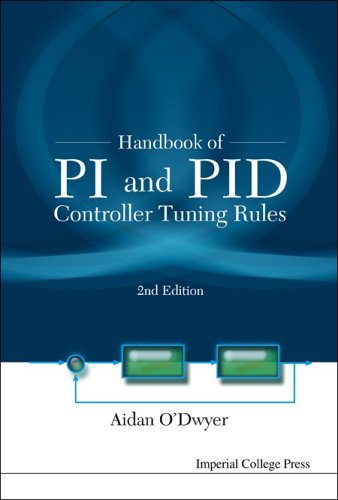 Handbook of
PI and PID
Controller Tuning Rules
2nd Edition
Aidan O'Dwyer
Imperial College Press